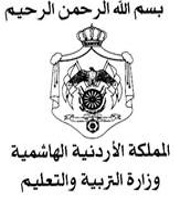 بسم الله الرحمن الرحيم
المملكة الأردنية الهاشمية
وزارة التربية والتعليم